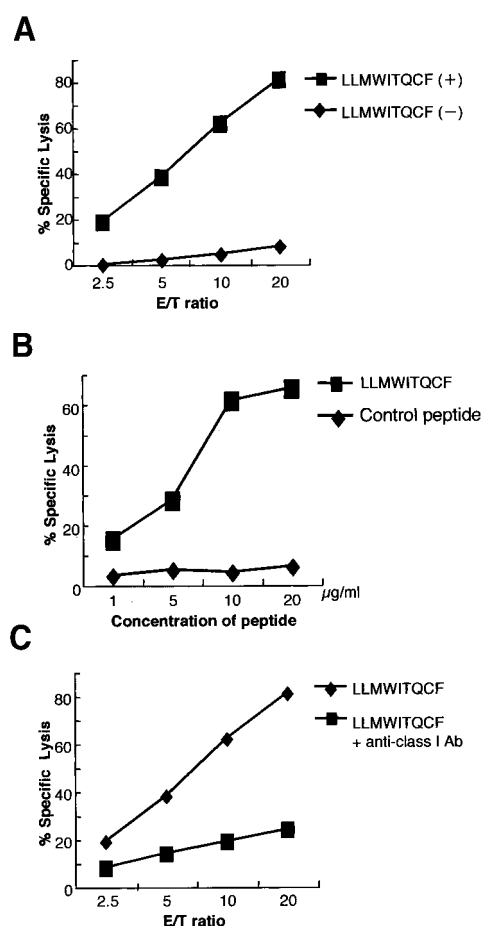 A
% Specific Lysis
80
60
40
20
0
2.5 5 10 20
E/T ratio
LLMWITQCF (+)
LLMWITQCF (−)
B
% Specific Lysis
60
40
20
0
1 5 10 20 µg/ml
Concentration of peptide
LLMWITQCF
Control peptide
C
% Specific Lysis
80
60
40
20
0
2.5 5 10 20
E/T ratio
LLMWITQCF
LLMWITQCF
+ anti-class I Ab